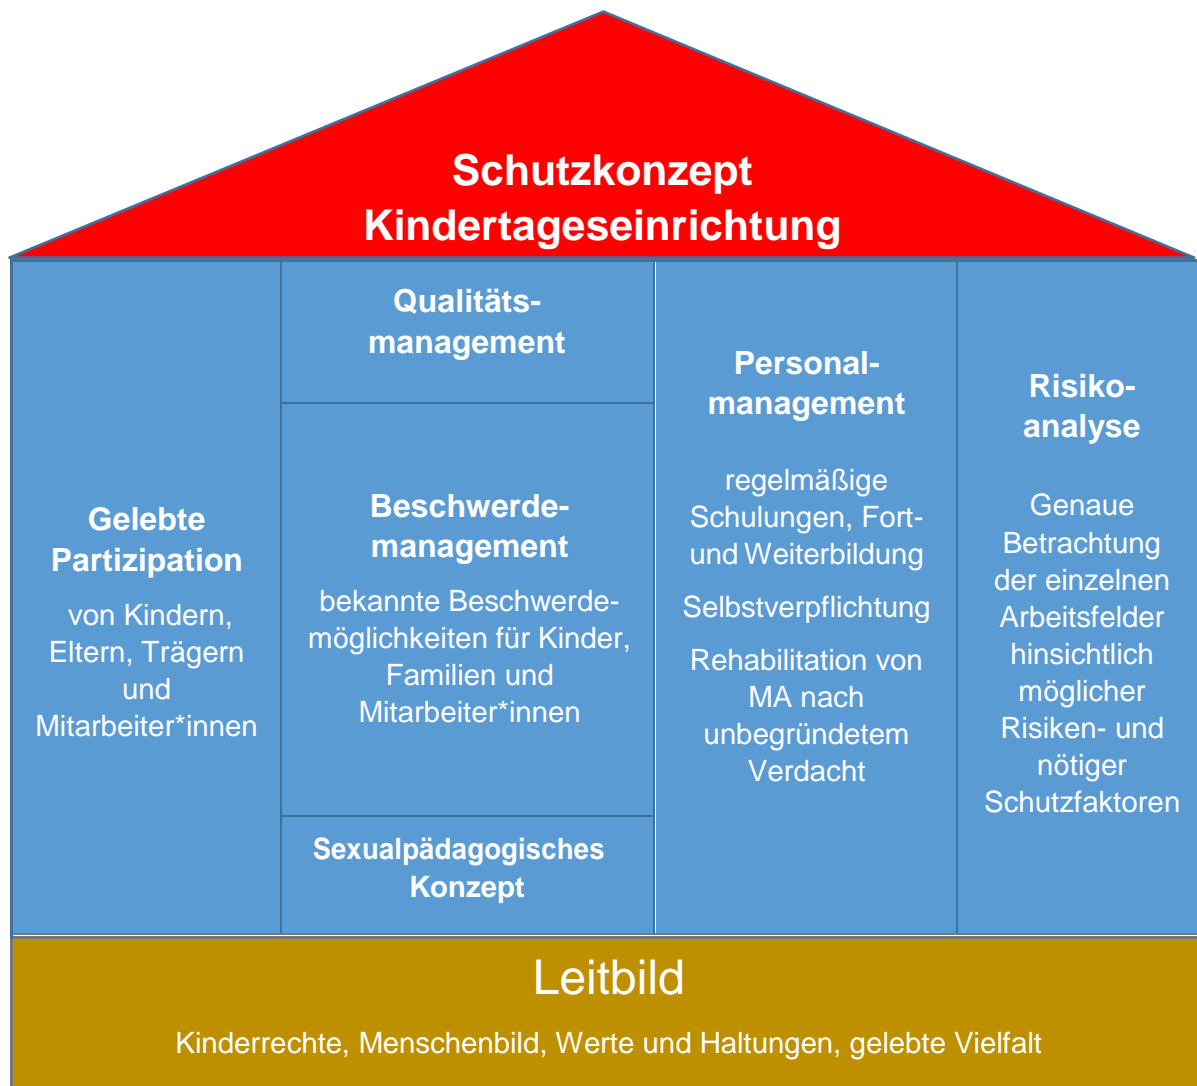 Schutzkonzept
Kindertageseinrichtung
Gelebte
Partizipation
von Kindern,
Eltern, Trägern
und
Mitarbeiter*innen
Qualitäts-
management
Beschwerde-
management
bekannte Beschwerde-
möglichkeiten für Kinder,
Familien und
Mitarbeiter*innen
Sexualpädagogisches
Konzept
Personal-
management
regelmäßige
Schulungen, Fort-
und Weiterbildung
Selbstverpflichtung
Rehabilitation von
MA nach
unbegründetem
Verdacht
Risiko-
analyse
Genaue
Betrachtung
der einzelnen
Arbeitsfelder
hinsichtlich
möglicher
Risiken- und
nötiger
Schutzfaktoren
Leitbild
Kinderrechte, Menschenbild, Werte und Haltungen, gelebte Vielfalt